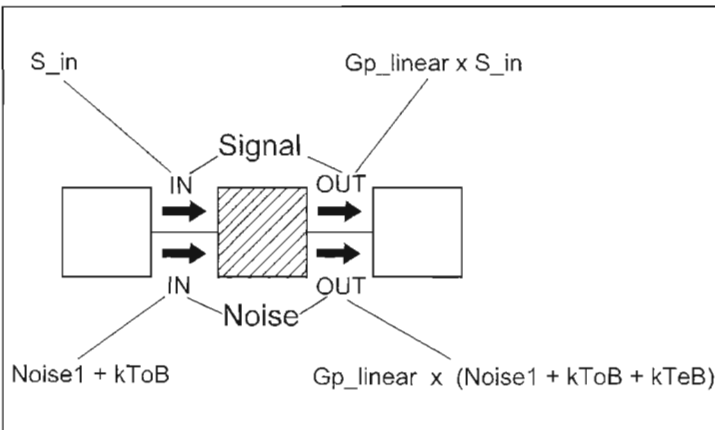 S_in
Gp_linear x S_in
Signal
IN
OUT
IN
OUT
Noise
Noise1 + kToB
Gp_linear x (Noise1 + kToB + kTeB)